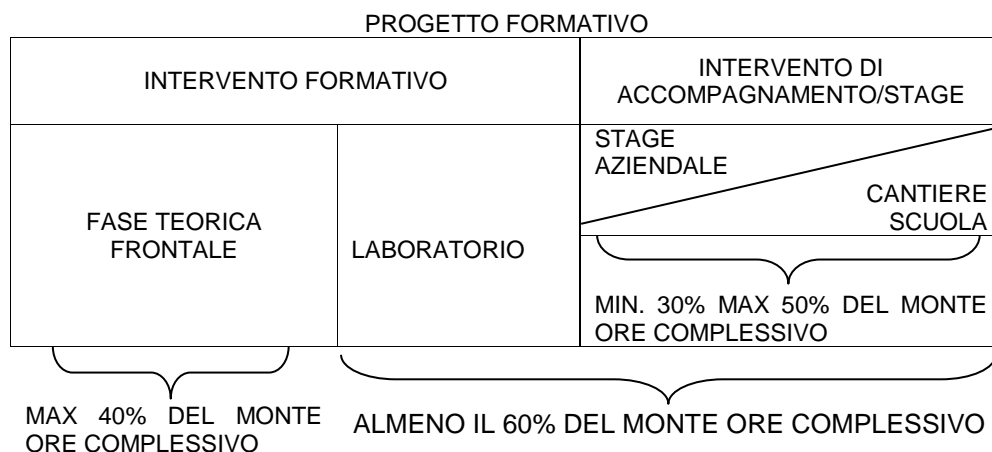 PROGETTO FORMATIVO
INTERVENTO FORMATIVO
INTERVENTO DI
ACCOMPAGNAMENTO/STAGE
FASE TEORICA
FRONTALE
LABORATORIO
STAGE
AZIENDALE
CANTIERE
SCUOLA
MIN. 30% MAX 50% DEL MONTE
ORE COMPLESSIVO
MAX 40% DEL MONTE
ORE COMPLESSIVO
ALMENO IL 60% DEL MONTE ORE COMPLESSIVO